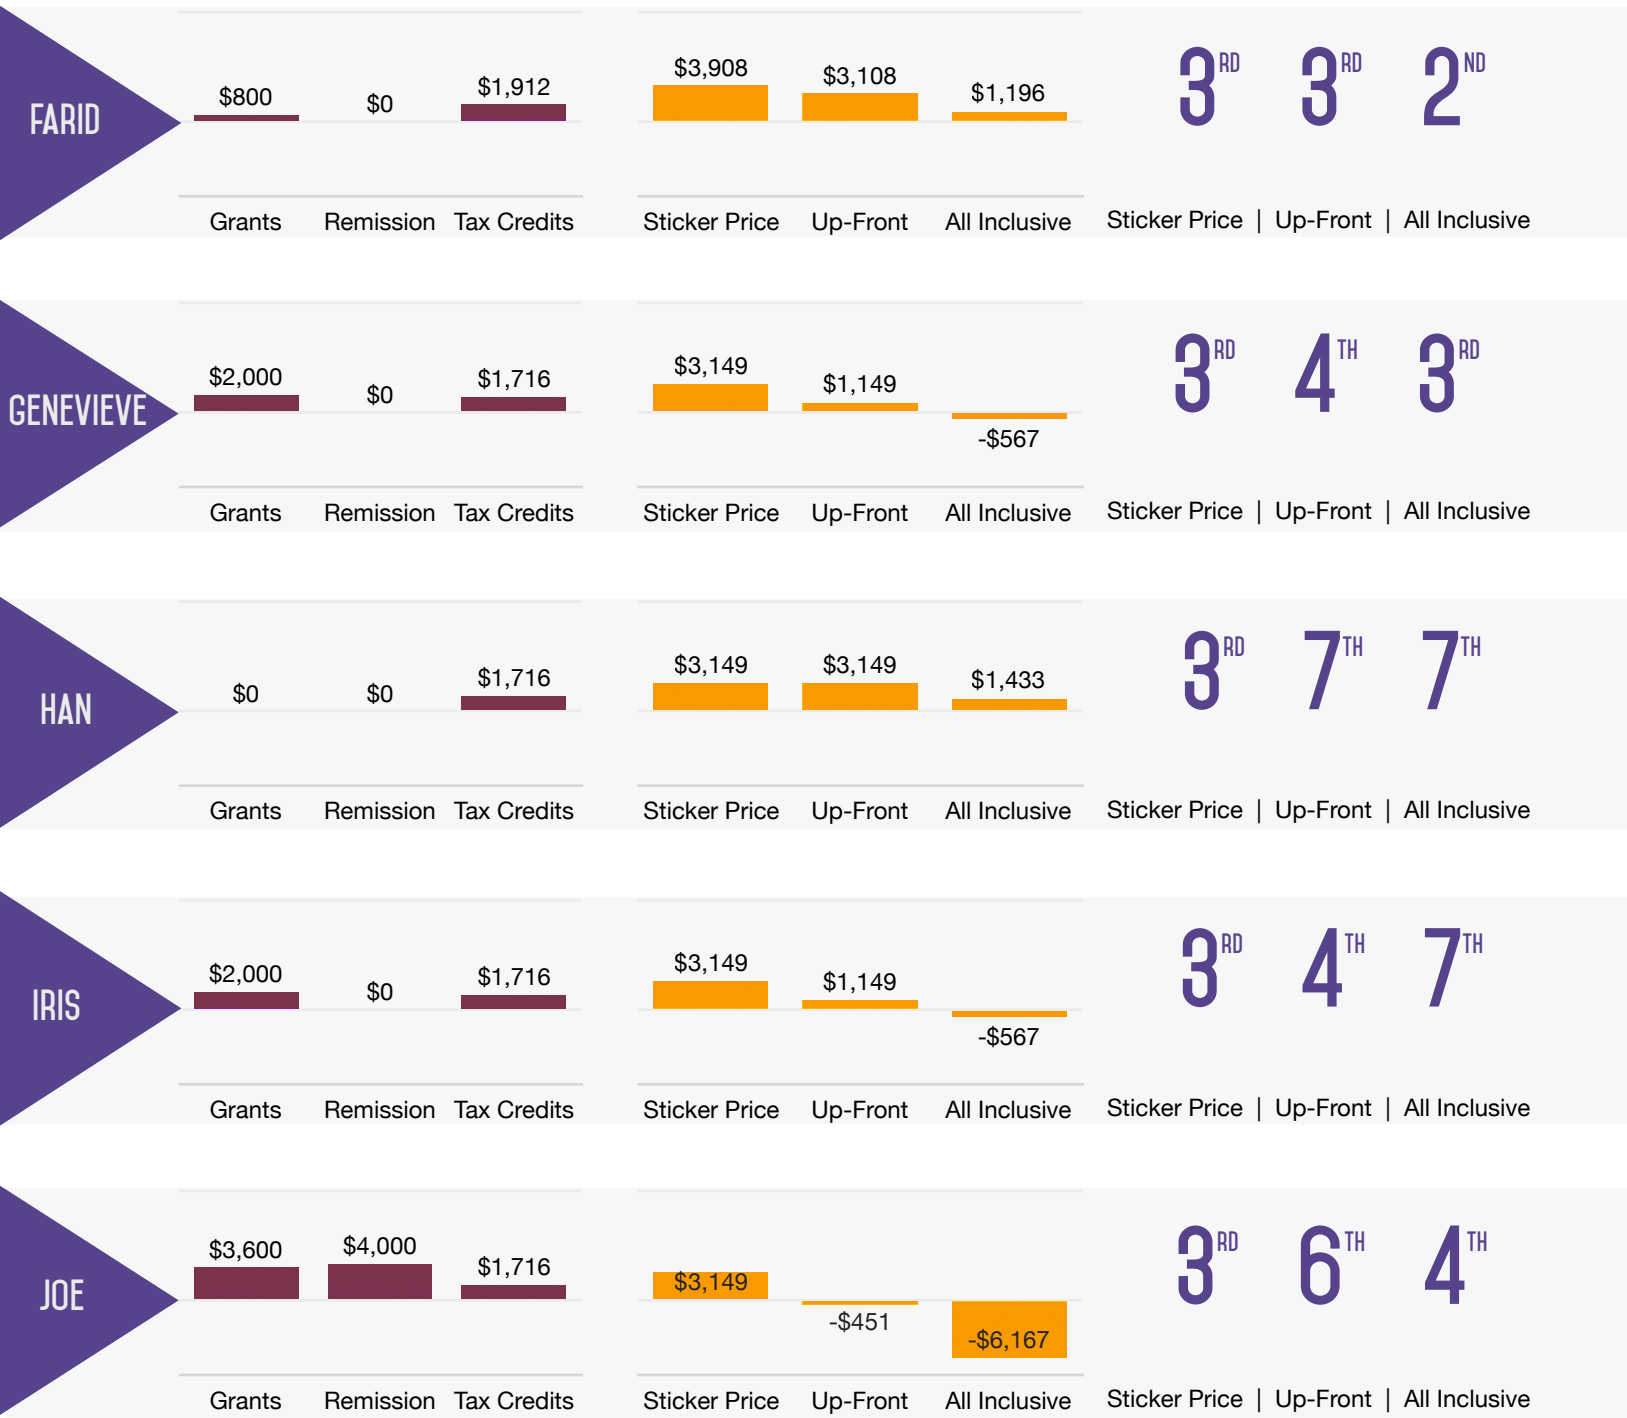 FARID
$800 $0 $1,912
$3,908 $3,108 $1,196
3RD 3RD 2ND
Grants Remission Tax Credits
Sticker Price Up-Front All Inclusive
Sticker Price | Up-Front | All Inclusive
GENEVIEVE
$2,000 $0 $1,716
$3,149 $1,149 -$567
3RD 4TH 3RD
Grants Remission Tax Credits
Sticker Price Up-Front All Inclusive
Sticker Price | Up-Front | All Inclusive
HAN
$0 $0 $1,716
$3,149 $3,149 $1,433
3RD 7TH 7TH
Grants Remission Tax Credits
Sticker Price Up-Front All Inclusive
Sticker Price | Up-Front | All Inclusive
IRIS
$2,000 $0 $1,716
$3,149 $1,149 -$567
3RD 4TH 7TH
Grants Remission Tax Credits
Sticker Price Up-Front All Inclusive
Sticker Price | Up-Front | All Inclusive
JOE
$3,600 $4,000 $1,716
$3,149 -$451 -$6,167
3RD 6TH 4TH
Grants Remission Tax Credits
Sticker Price Up-Front All Inclusive
Sticker Price | Up-Front | All Inclusive